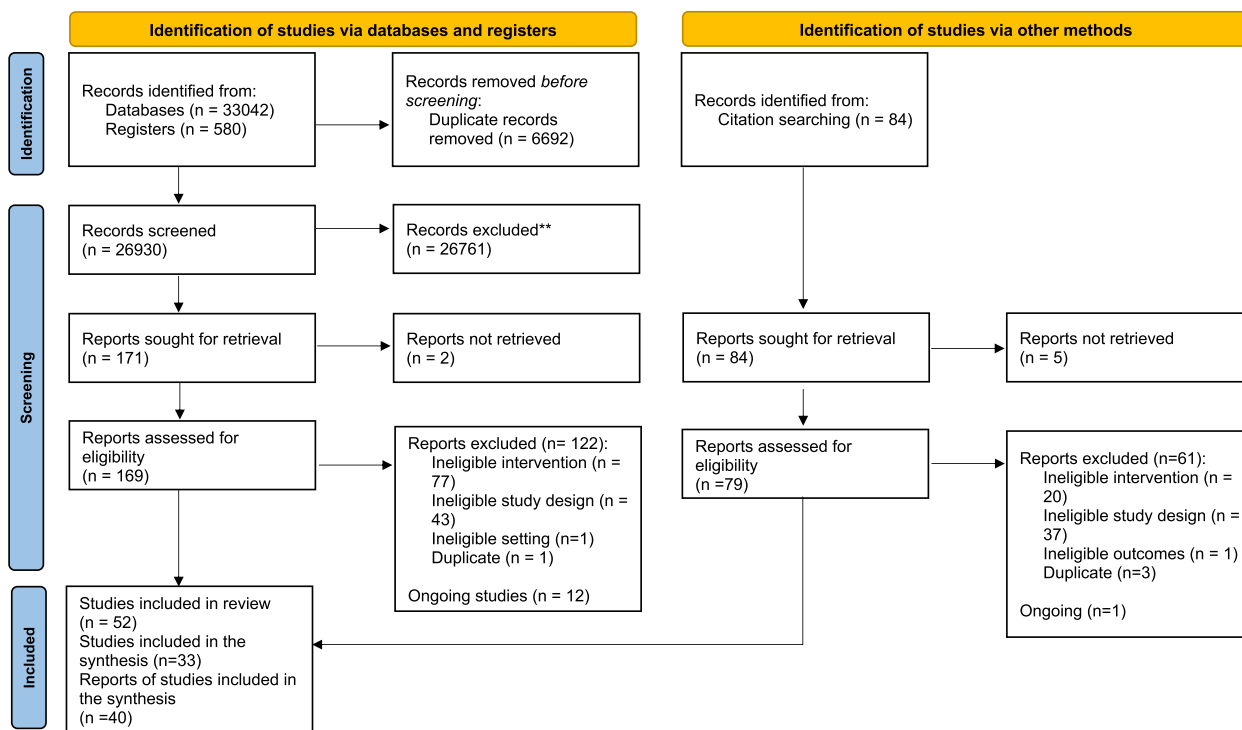 Identification of studies via databases and registers
Identification of studies via other methods
Identification
Records identified from:
Databases (n = 33042)
Registers (n = 580)
Records removed before
screening:
Duplicate records
removed (n = 6692)
Records identified from:
Citation searching (n = 84)
Screening
Records screened
(n = 26930)
Records excluded**
(n = 26761)
Reports sought for retrieval
(n = 171)
Reports not retrieved
(n = 2)
Reports sought for retrieval
(n = 84)
Reports not retrieved
(n = 5)
Reports assessed for
eligibility
(n = 169)
Reports excluded (n= 122):
Ineligible intervention (n =
77)
Ineligible study design (n =
43)
Ineligible setting (n=1)
Duplicate (n = 1)
Ongoing studies (n = 12)
Reports assessed for
eligibility
(n =79)
Reports excluded (n=61):
Ineligible intervention (n =
20)
Ineligible study design (n =
37)
Ineligible outcomes (n = 1)
Duplicate (n=3)
Ongoing (n=1)
Included
Studies included in review
(n = 52)
Studies included in the
synthesis (n=33)
Reports of studies included in
the synthesis
(n =40)